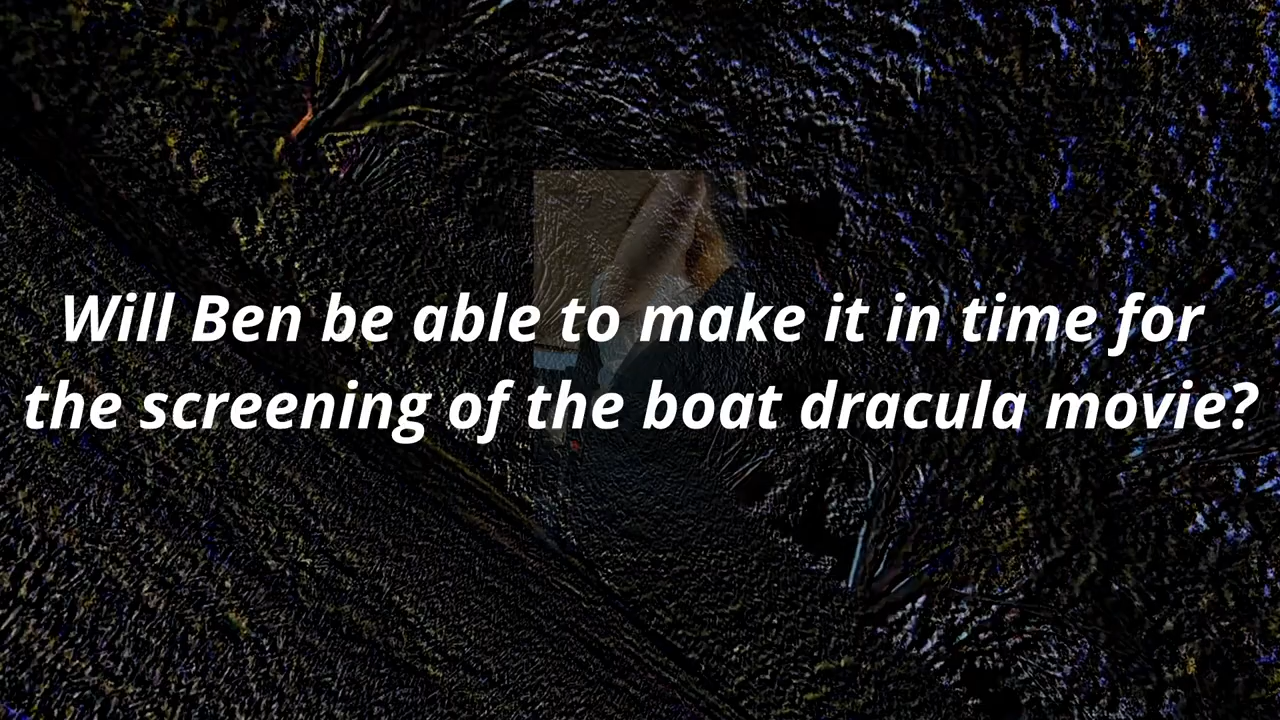 Will Ben be able to make it in time for
the screening of the boat dracula movie?